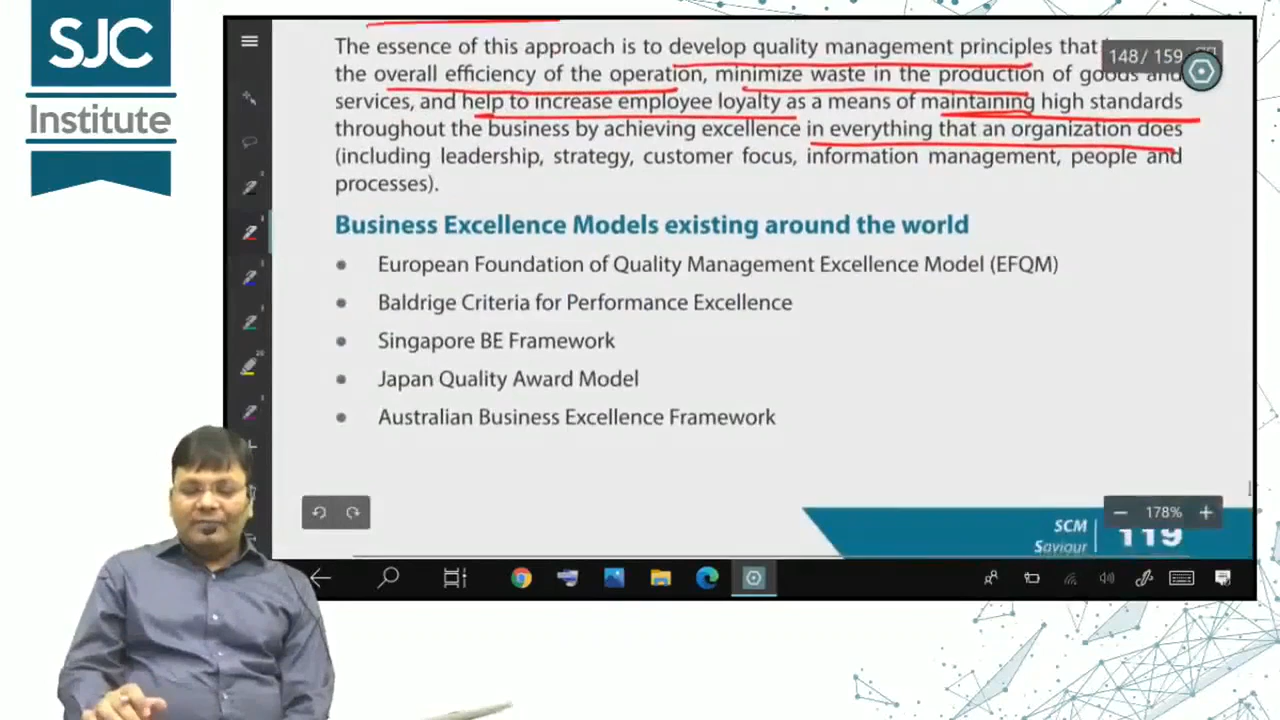 SJC
Institute
The essence of this approach is to develop quality management principles that
148 / 159
the overall efficiency of the operation, minimize waste in the production of goods and
services, and help to increase employee loyalty as a means of maintaining high standards
throughout the business by achieving excellence in everything that an organization does
(including leadership, strategy, customer focus, information management, people and
processes).
Business Excellence Models existing around the world
European Foundation of Quality Management Excellence Model (EFQM)
Baldrige Criteria for Performance Excellence
Singapore BE Framework
Japan Quality Award Model
Australian Business Excellence Framework
178%
SCM
Saviour
119